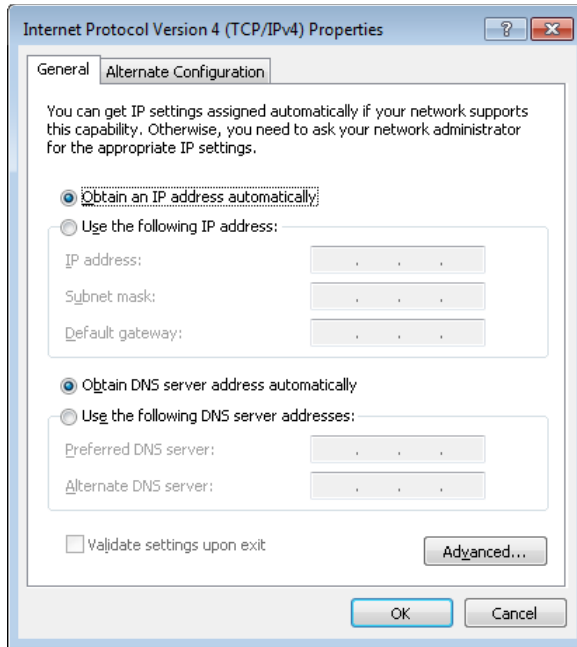 Internet Protocol Version 4 (TCP/IPv4) Properties
General
Alternate Configuration
You can get IP settings assigned automatically if your network supports
this capability. Otherwise, you need to ask your network administrator
for the appropriate IP settings.
Obtain an IP address automatically
Use the following IP address:
IP address:
Subnet mask:
Default gateway:
Obtain DNS server address automatically
Use the following DNS server addresses:
Preferred DNS server:
Alternate DNS server:
Validate settings upon exit
Advanced...
OK
Cancel